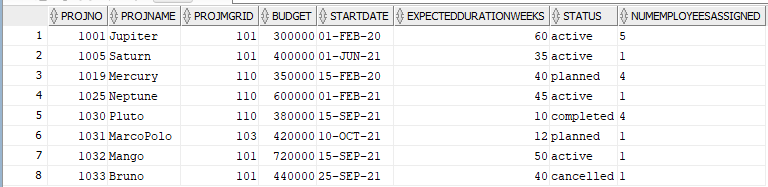 PROJNO PROJNAME PROJMGRID BUDGET STARTDATE EXPECTEDDURATIONWEEKS STATUS NUMEMPLOYEESASSIGNED
1 1001 Jupiter 101 300000 01-FEB-20 60 active 5
2 1005 Saturn 101 400000 01-JUN-21 35 active 1
3 1019 Mercury 110 350000 15-FEB-20 40 planned 4
4 1025 Neptune 110 600000 01-FEB-21 45 active 1
5 1030 Pluto 110 380000 15-SEP-21 10 completed 4
6 1031 MarcoPolo 103 420000 10-OCT-21 12 planned 1
7 1032 Mango 101 720000 15-SEP-21 50 active 1
8 1033 Bruno 101 440000 25-SEP-21 40 cancelled 1